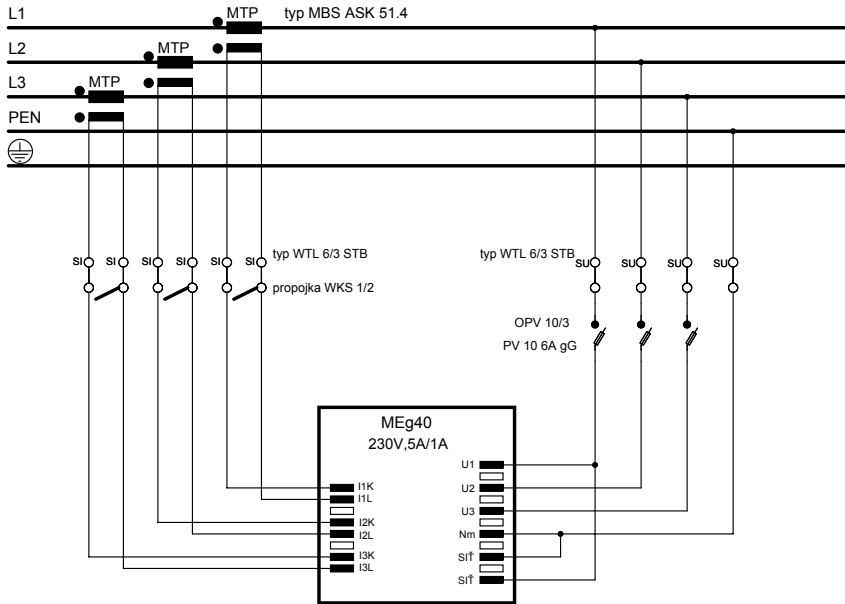 L1
MTP typ MBS ASK 51.4
L2
MTP
L3
MTP
PEN
SI SI SI SI SI SI typ WTL 6/3 STB
typ WTL 6/3 STB SU SU SU SU
propojka WKS 1/2
OPV 10/3
PV 10 6A gG
MEg40
230V,5A/1A
U1
I1K
U2
I1L
U3
I2K
I2L
Nm
I3K
SIŤ
I3L
SIŤ